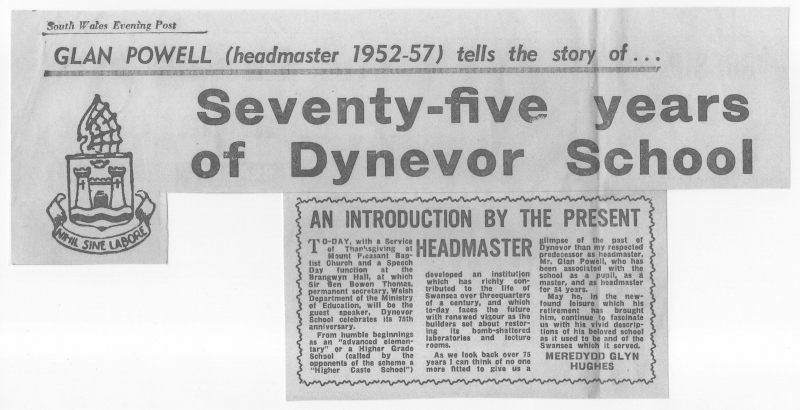 South Wales Evening Post
GLAN POWELL (headmaster 1952-57) tells the story of...
Seventy-five years
of Dynevor School
NIHIL SINE LABORE
AN INTRODUCTION BY THE PRESENT
HEADMASTER
TO-DAY, with a Service
of Thanksgiving at
Mount Pleasant Bap-
tist Church and a Speech
Day function at the
Brangwyn Hall, at which
Sir Ben Bowen Thomas,
permanent secretary, Welsh
Department of the Ministry
of Education, will be the
guest speaker, Dynevor
School celebrates its 75th
anniversary.
From humble beginnings
as an "advanced elemen-
tary" or a Higher Grade
School (called by the
opponents of the scheme a
"Higher Caste School")
developed an institution
which has richly con-
tributed to the life of
Swansea over threequarters
of a century, and which
to-day faces the future
with renewed vigour as the
builders set about restor-
ing its bomb-shattered
laboratories and lecture
rooms.
As we look back over 75
years I can think of no one
more fitted to give us a
glimpse of the past of
Dynevor than my respected
predecessor as headmaster,
Mr. Glan Powell, who has
been associated with the
school as a pupil, as a
master, and as headmaster
for 54 years.
May he, in the new-
found leisure which his
retirement has brought
him, continue to fascinate
us with his vivid descrip-
tions of his beloved school
as it used to be and of the
Swansea which it served.
MEREDYDD GLYN
HUGHES